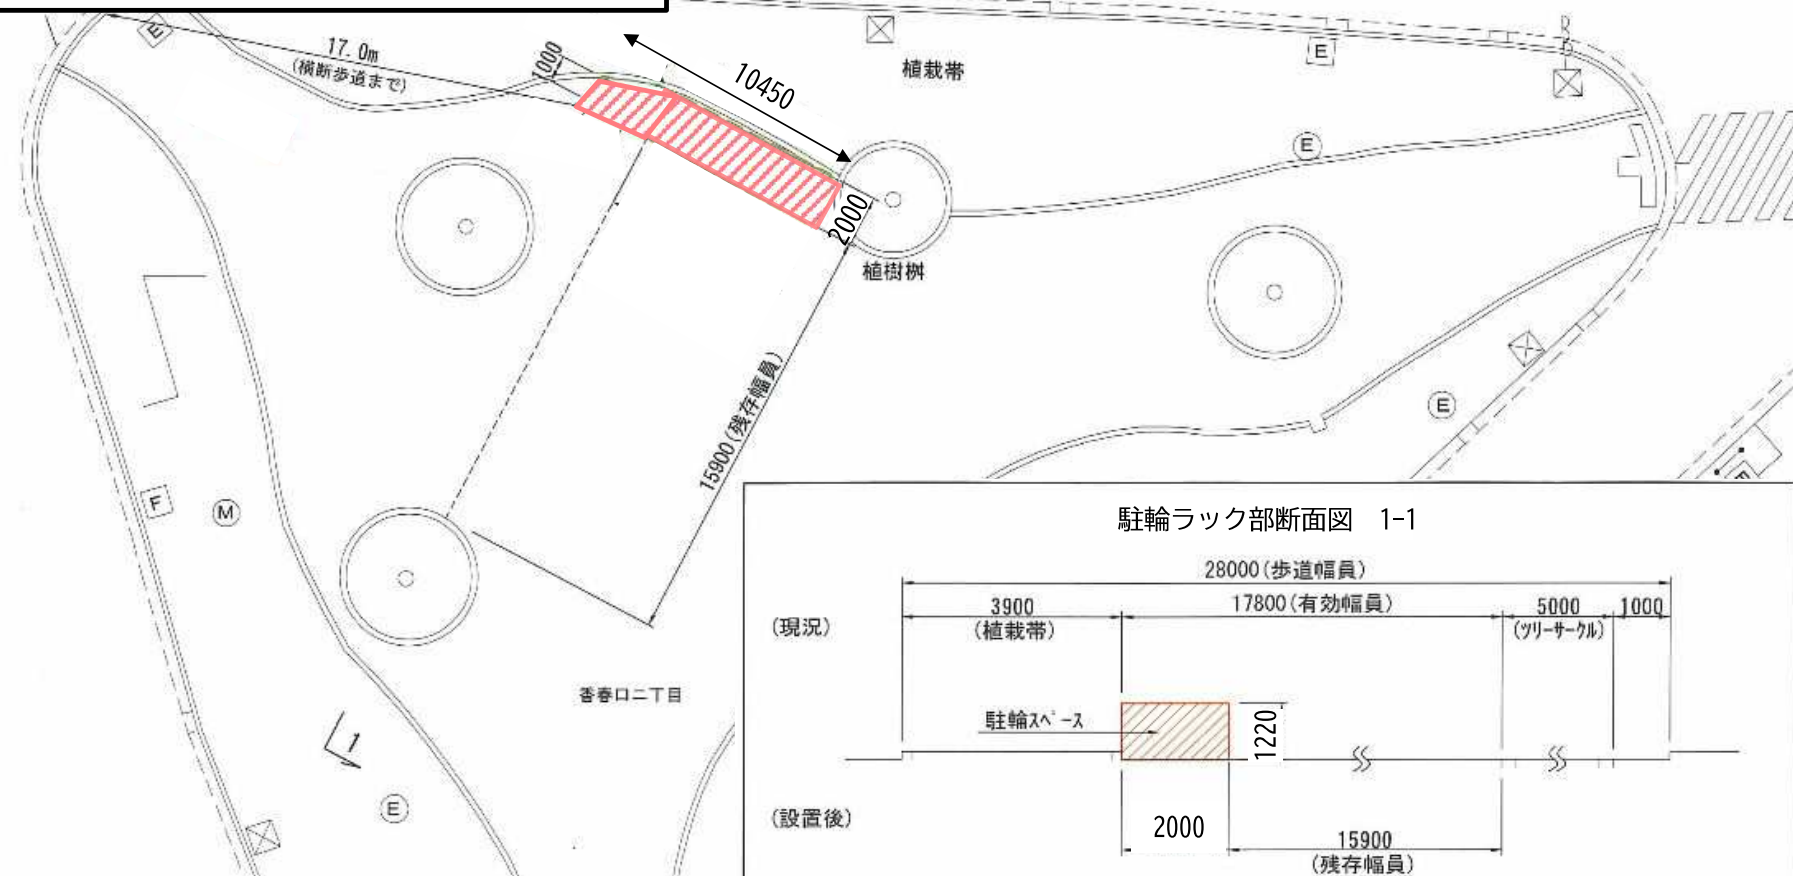 E
17.0m
(横断歩道まで)
1000
10450
植栽帯
E
E
2000
植樹桝
15900(残存幅員)
E
F
M
香春口二丁目
1
E
E
駐輪ラック部断面図 1-1
28000(歩道幅員)
(現況)
3900
(植栽帯)
17800(有効幅員)
5000
(ツリーサークル)
1000
駐輪スペース
1220
(設置後)
2000
15900
(残存幅員)